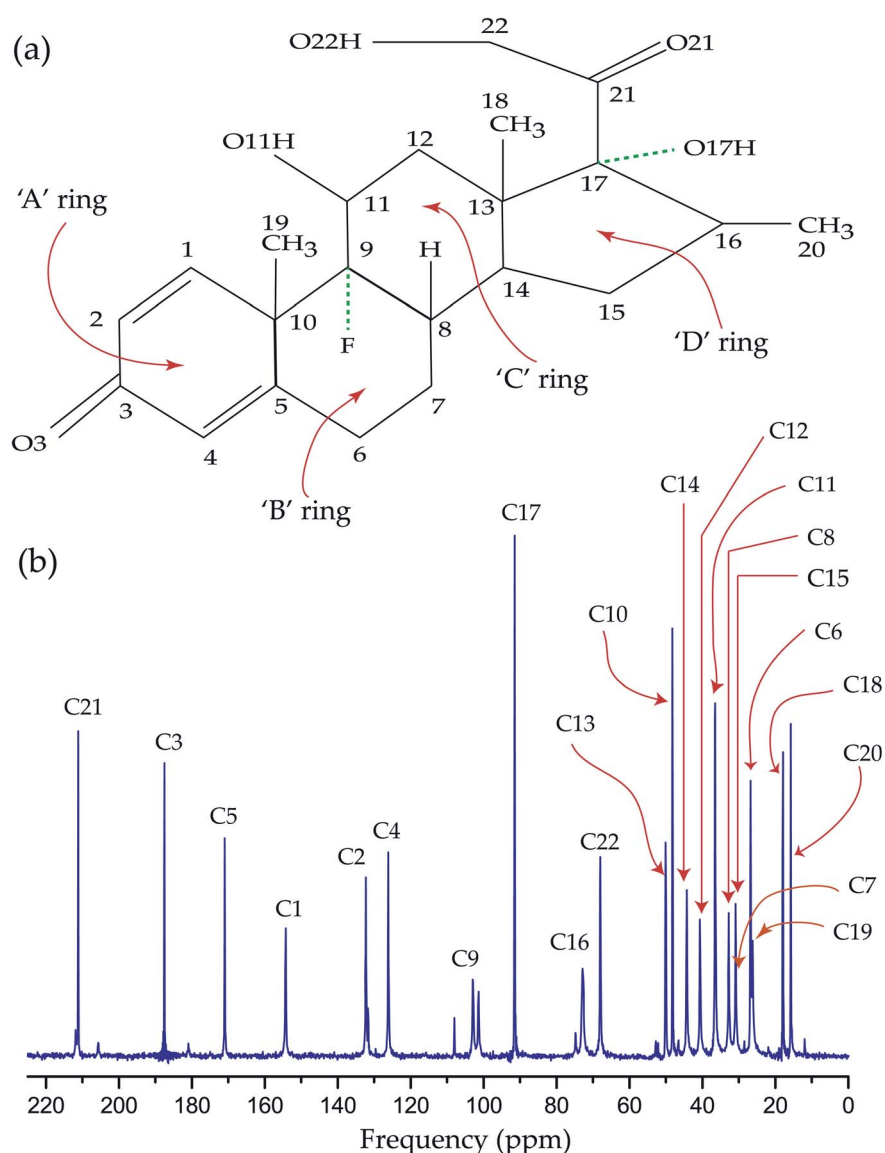 (a)
22
O22H
O21
21
18
CH3
12
O11H
O17H
17
'A' ring
11
13
19
CH3
16
CH3
20
1
9
H
14
15
2
10
8
F
'D' ring
'C' ring
3
5
7
O3
4
6
C12
'B' ring
C14
C11
(b)
C17
C8
C15
C10
C6
C21
C18
C13
C3
C20
C5
C2
C4
C22
C7
C1
C19
C9
C16
220 200 180 160 140 120 100 80 60 40 20 0
Frequency (ppm)